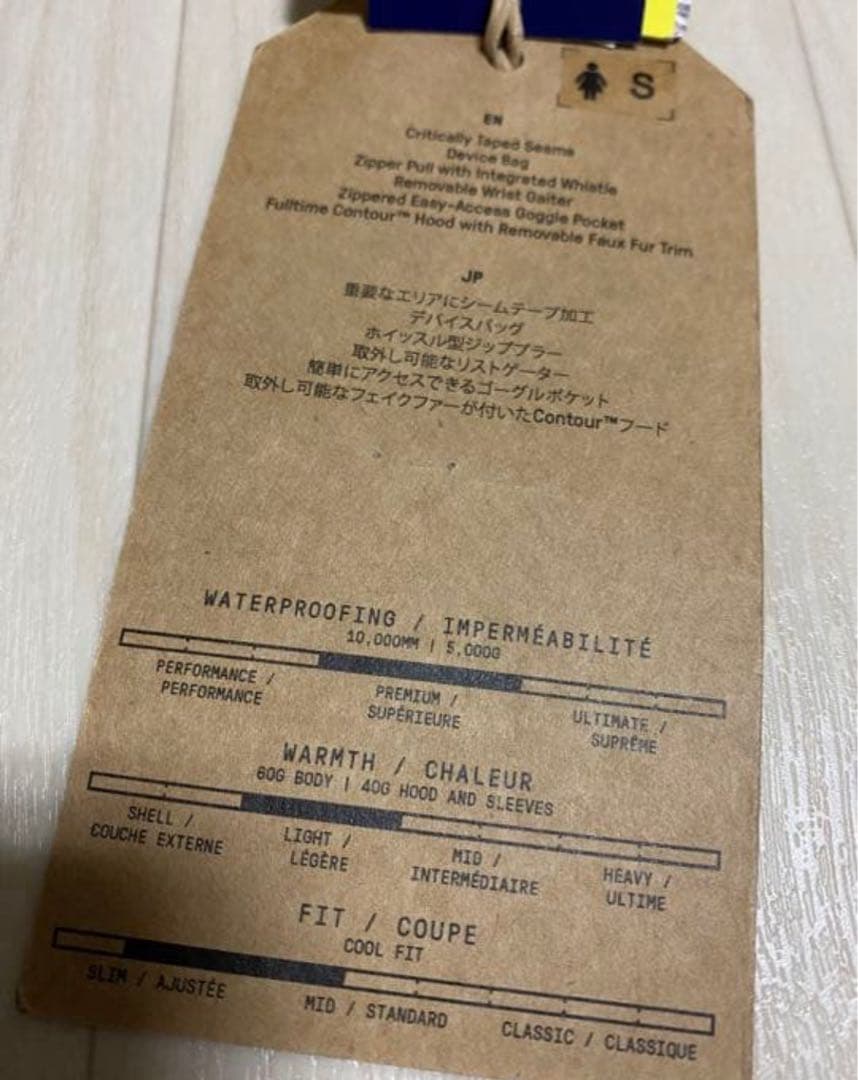 S
EN
Critically Taped Seams
Device Bag
Zipper Pull with Integrated Whistle
Removable Wrist Gaiter
Zippered Easy-Access Goggle Pocket
Fulltime Contour™ Hood with Removable Faux Fur Trim
JP
重要なエリアにシームテープ加工
デバイスバッグ
ホイッスル型ジッププラー
取外し可能なリストゲーター
簡単にアクセスできるゴーグルポケット
取外し可能なフェイクファーが付いたContour™フード
WATERPROOFING / IMPERMÉABILITÉ
10,000MM | 5,000G
PERFORMANCE /
PERFORMANCE
PREMIUM /
SUPÉRIEURE
ULTIMATE /
SUPRÊME
WARMTH / CHALEUR
60G BODY | 40G HOOD AND SLEEVES
SHELL /
COUCHE EXTERNE
LIGHT /
LÉGÈRE
MID /
INTERMÉDIAIRE
HEAVY /
ULTIME
FIT / COUPE
COOL FIT
SLIM / AJUSTÉE
MID / STANDARD
CLASSIC / CLASSIQUE